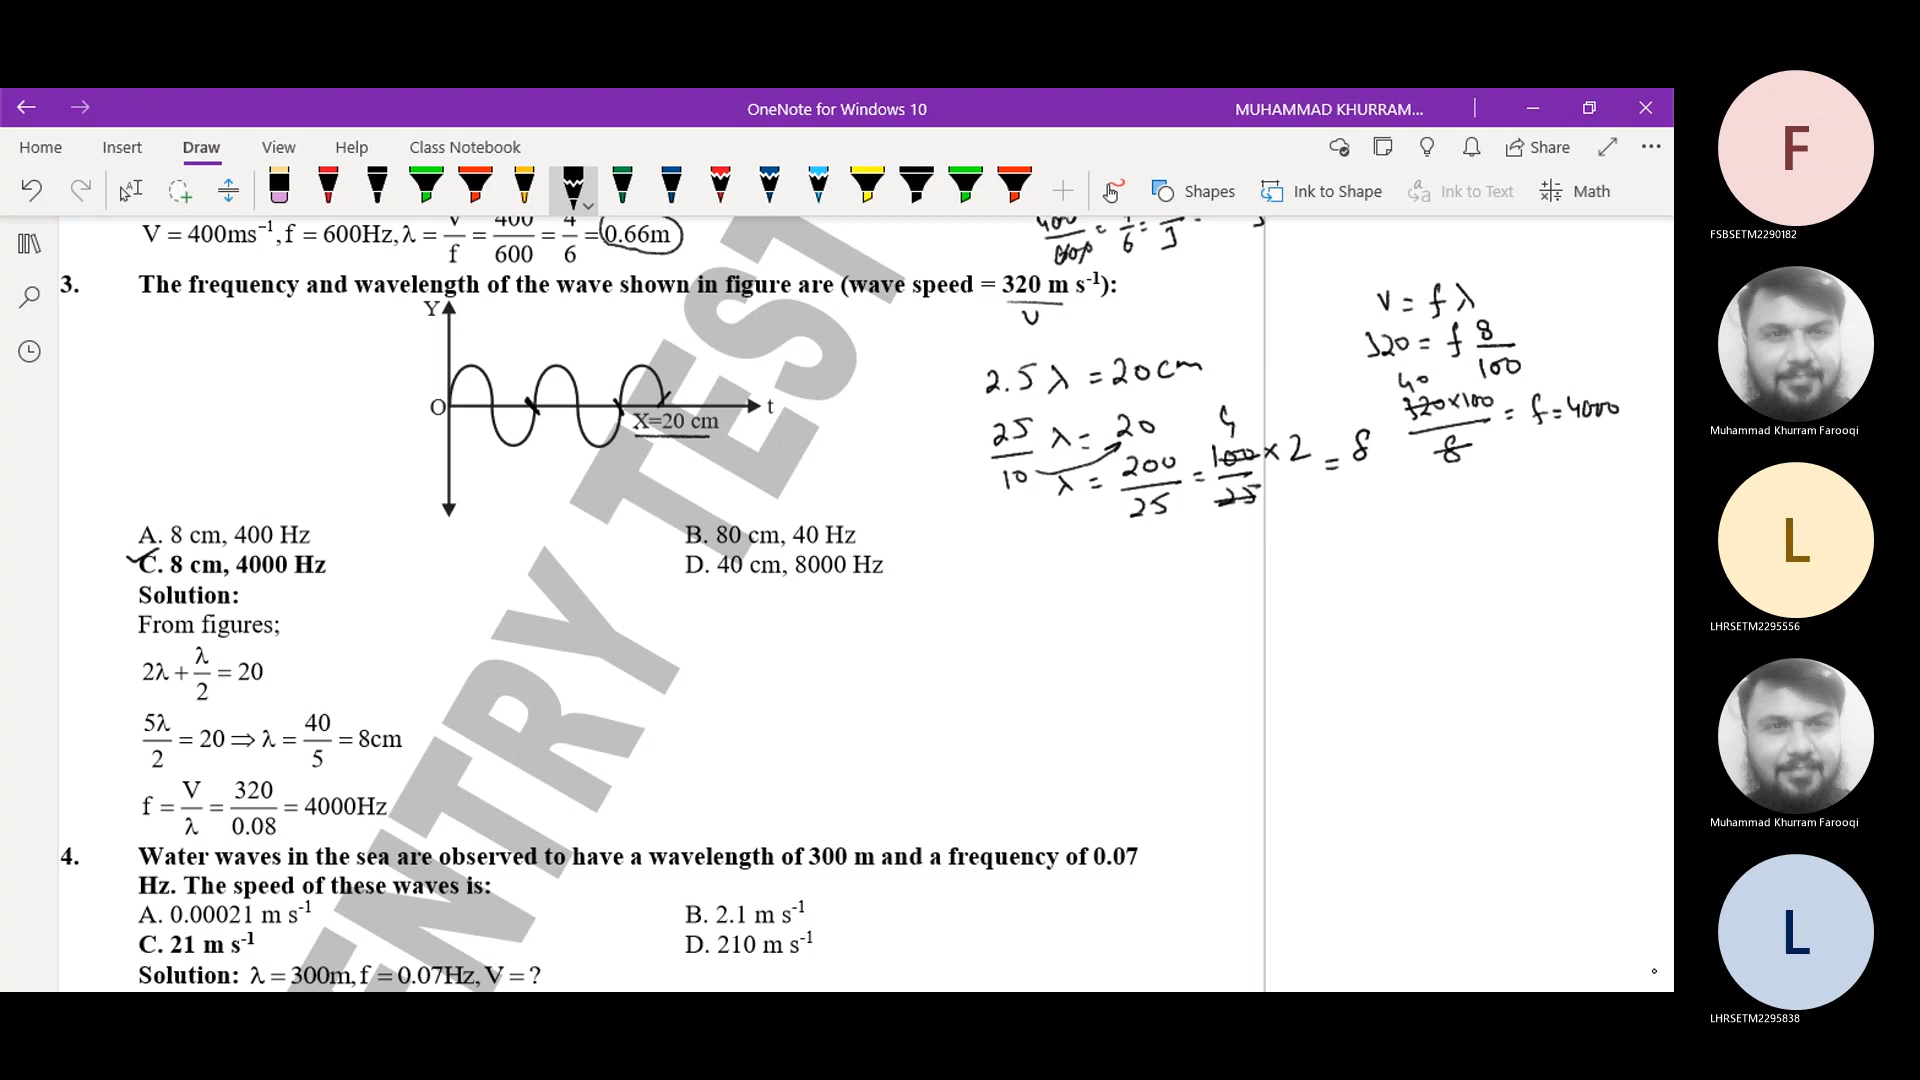 OneNote for Windows 10
MUHAMMAD KHURRAM...
Home Insert Draw View Help Class Notebook
Share
Shapes Ink to Shape Ink to Text Math
V = 400ms⁻¹, f = 600Hz, λ = V/f = 400/600 = 4/6 = 0.66m
3. The frequency and wavelength of the wave shown in figure are (wave speed = 320 m s⁻¹):
v
Y
O
t
X=20 cm
2.5 λ = 20cm
25/10 λ = 20
λ = 200/25 = 100/25 × 2 = 8
4
V = f λ
320 = f 8/100
40
320×100/8 = f = 4000
A. 8 cm, 400 Hz
B. 80 cm, 40 Hz
C. 8 cm, 4000 Hz
D. 40 cm, 8000 Hz
Solution:
From figures;
2λ + λ/2 = 20
5λ/2 = 20 ⇒ λ = 40/5 = 8cm
f = V/λ = 320/0.08 = 4000Hz
4. Water waves in the sea are observed to have a wavelength of 300 m and a frequency of 0.07
Hz. The speed of these waves is:
A. 0.00021 m s⁻¹
B. 2.1 m s⁻¹
C. 21 m s⁻¹
D. 210 m s⁻¹
Solution: λ = 300m, f = 0.07Hz, V = ?
ENTRY TEST
F
FSBSETM2290182
Muhammad Khurram Farooqi
L
LHRSETM2295556
Muhammad Khurram Farooqi
L
LHRSETM2295838